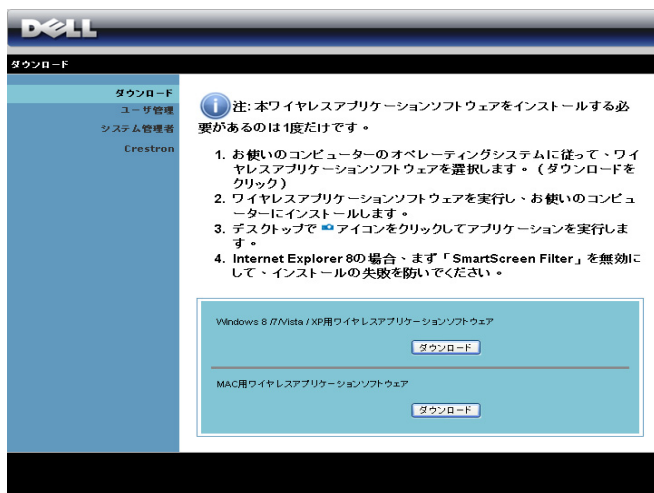 DELL
ダウンロード
ダウンロード
ユーザ管理
システム管理者
Crestron
注: 本ワイヤレスアプリケーションソフトウェアをインストールする必
要があるのは1度だけです。
1. お使いのコンピューターのオペレーティングシステムに従って、ワイ
ヤレスアプリケーションソフトウェアを選択します。（ダウンロードを
クリック）
2. ワイヤレスアプリケーションソフトウェアを実行し、お使いのコンピュ
ーターにインストールします。
3. デスクトップで アイコンをクリックしてアプリケーションを実行しま
す。
4. Internet Explorer 8の場合、まず「SmartScreen Filter」を無効に
して、インストールの失敗を防いでください。
Windows 8 /7/Vista / XP用ワイヤレスアプリケーションソフトウェア
ダウンロード
MAC用ワイヤレスアプリケーションソフトウェア
ダウンロード